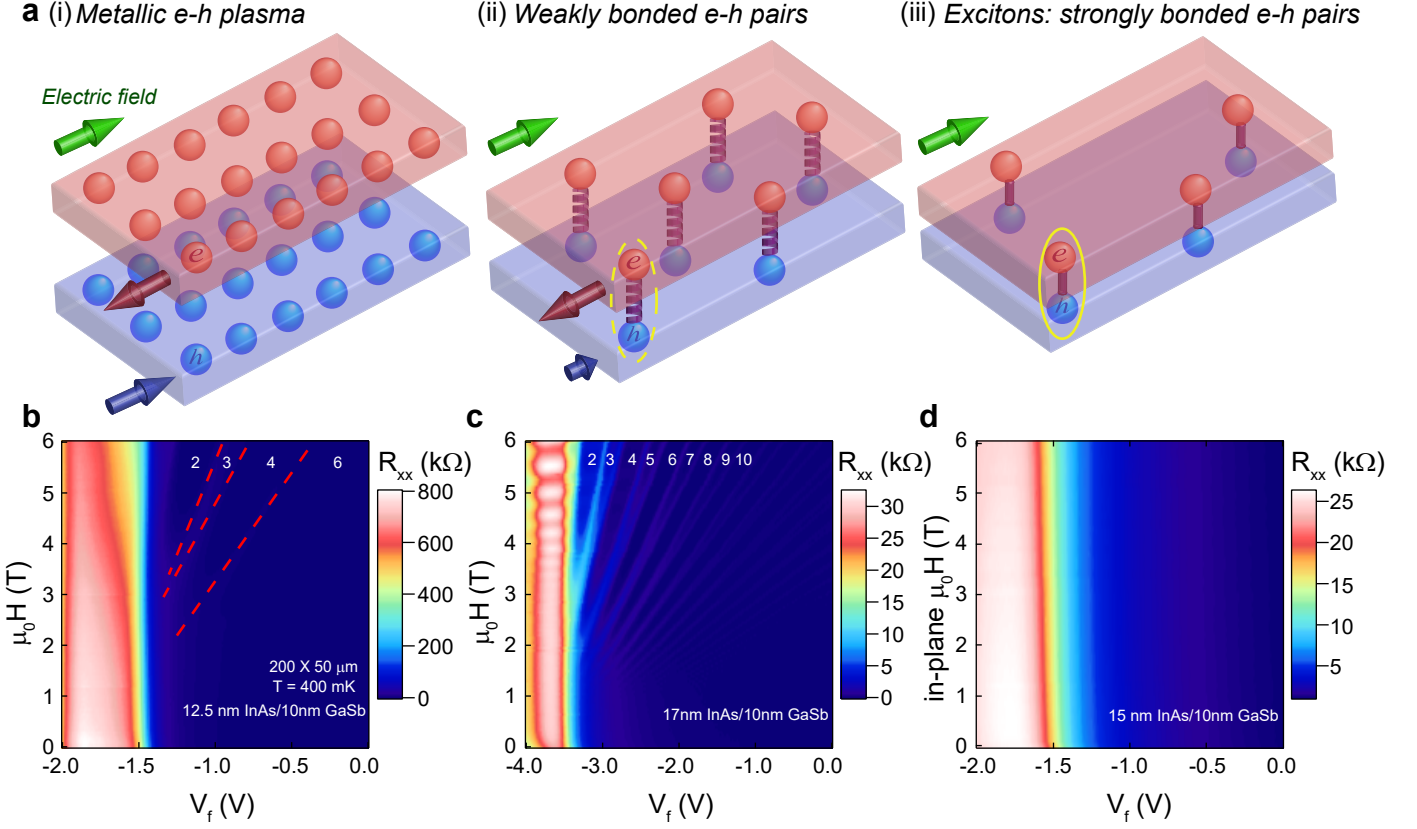 a (i) Metallic e-h plasma
(ii) Weakly bonded e-h pairs
(iii) Excitons: strongly bonded e-h pairs
Electric field
e
h
e
h
e
h
b
6
5
4
3
2
1
0
μ₀H (T)
2 3 4 6
200 X 50 μm
T = 400 mK
12.5 nm InAs/10nm GaSb
-2.0 -1.5 -1.0 -0.5 0.0
V_f (V)
R_xx (kΩ)
800
600
400
200
0
c
6
5
4
3
2
1
0
μ₀H (T)
2 3 4 5 6 7 8 9 10
17nm InAs/10nm GaSb
-4.0 -3.0 -2.0 -1.0 0.0
V_f (V)
R_xx (kΩ)
30
25
20
15
10
5
0
d
6
5
4
3
2
1
0
in-plane μ₀H (T)
15 nm InAs/10nm GaSb
-2.0 -1.5 -1.0 -0.5 0.0
V_f (V)
R_xx (kΩ)
25
20
15
10
5